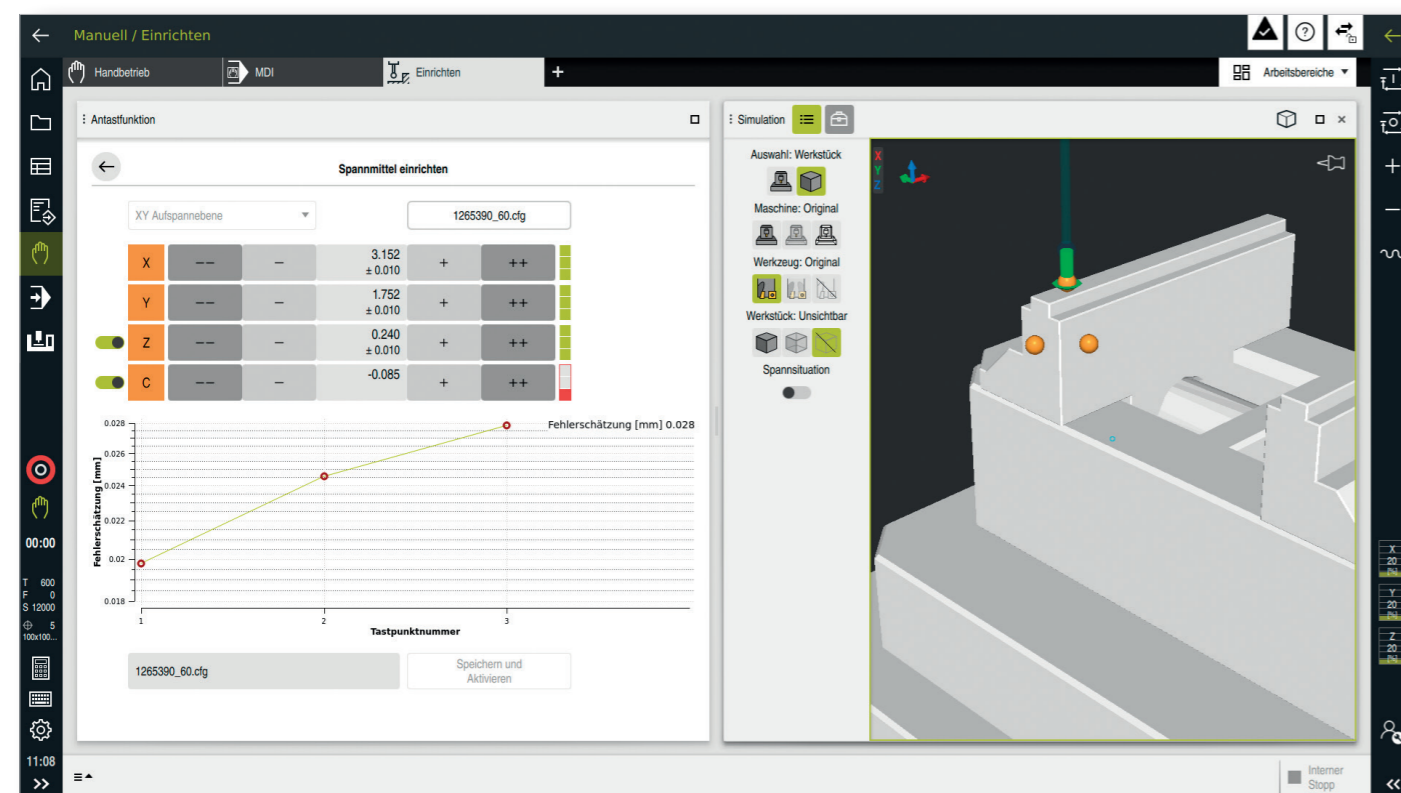 Manuell / Einrichten
Handbetrieb
MDI
Einrichten
+
Arbeitsbereiche
Antastfunktion
Spannmittel einrichten
XY Aufspannebene
1265390_60.cfg
X -- - 3.152 + ++
± 0.010
Y -- - 1.752 + ++
± 0.010
Z -- - 0.240 + ++
± 0.010
C -- - -0.085 + ++
Fehlerschätzung [mm] 0.028
Fehlerschätzung [mm]
0.028
0.026
0.024
0.022
0.02
0.018
1 2 3
Tastpunktnummer
1265390_60.cfg
Speichern und
Aktivieren
Simulation
Auswahl: Werkstück
Maschine: Original
Werkzeug: Original
Werkstück: Unsichtbar
Spannsituation
X
Y
Z
00:00
T 600
F 0
S 12000
5
100x100...
11:08
X
20
Y
20
Z
20
Interner
Stopp